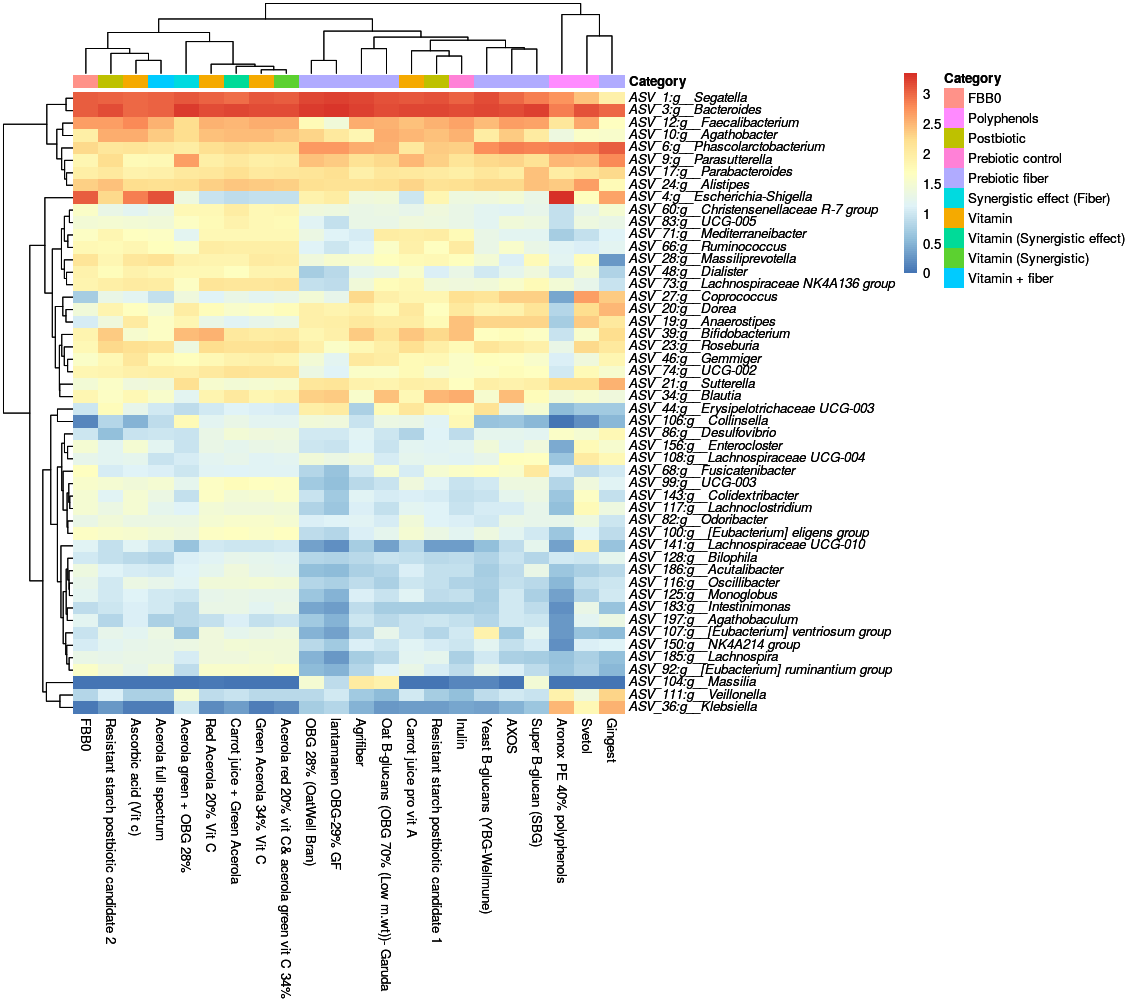 Category
ASV_1:g__Segatella
ASV_3:g__Bacteroides
ASV_12:g__Faecalibacterium
ASV_10:g__Agathobacter
ASV_6:g__Phascolarctobacterium
ASV_9:g__Parasutterella
ASV_17:g__Parabacteroides
ASV_24:g__Alistipes
ASV_4:g__Escherichia-Shigella
ASV_60:g__Christensenellaceae R-7 group
ASV_83:g__UCG-005
ASV_71:g__Mediterraneibacter
ASV_66:g__Ruminococcus
ASV_28:g__Massiliprevotella
ASV_48:g__Dialister
ASV_73:g__Lachnospiraceae NK4A136 group
ASV_27:g__Coprococcus
ASV_20:g__Dorea
ASV_19:g__Anaerostipes
ASV_39:g__Bifidobacterium
ASV_23:g__Roseburia
ASV_46:g__Gemmiger
ASV_74:g__UCG-002
ASV_21:g__Sutterella
ASV_34:g__Blautia
ASV_44:g__Erysipelotrichaceae UCG-003
ASV_106:g__Collinsella
ASV_86:g__Desulfovibrio
ASV_156:g__Enterocloster
ASV_108:g__Lachnospiraceae UCG-004
ASV_68:g__Fusicatenibacter
ASV_99:g__UCG-003
ASV_143:g__Colidextribacter
ASV_117:g__Lachnoclostridium
ASV_82:g__Odoribacter
ASV_100:g__[Eubacterium] eligens group
ASV_141:g__Lachnospiraceae UCG-010
ASV_128:g__Bilophila
ASV_186:g__Acutalibacter
ASV_116:g__Oscillibacter
ASV_125:g__Monoglobus
ASV_183:g__Intestinimonas
ASV_197:g__Agathobaculum
ASV_107:g__[Eubacterium] ventriosum group
ASV_150:g__NK4A214 group
ASV_185:g__Lachnospira
ASV_92:g__[Eubacterium] ruminantium group
ASV_104:g__Massilia
ASV_111:g__Veillonella
ASV_36:g__Klebsiella
FBB0
Resistant starch postbiotic candidate 2
Ascorbic acid (Vit c)
Acerola full spectrum
Acerola green + OBG 28%
Red Acerola 20% Vit C
Carrot juice + Green Acerola
Green Acerola 34% Vit C
Acerola red 20% vit C& acerola green vit C 34%
OBG 28% (OatWell Bran)
lantamanen OBG-29% GF
Agrifiber
Oat B-glucans (OBG 70% (Low m.wt))- Garuda
Carrot juice pro vit A
Resistant starch postbiotic candidate 1
Inulin
Yeast B-glucans (YBG-Wellmune)
AXOS
Super B-glucan (SBG)
Aronox PE 40% polyphenols
Svetol
Gingest
3
2.5
2
1.5
1
0.5
0
Category
FBB0
Polyphenols
Postbiotic
Prebiotic control
Prebiotic fiber
Synergistic effect (Fiber)
Vitamin
Vitamin (Synergistic effect)
Vitamin (Synergistic)
Vitamin + fiber